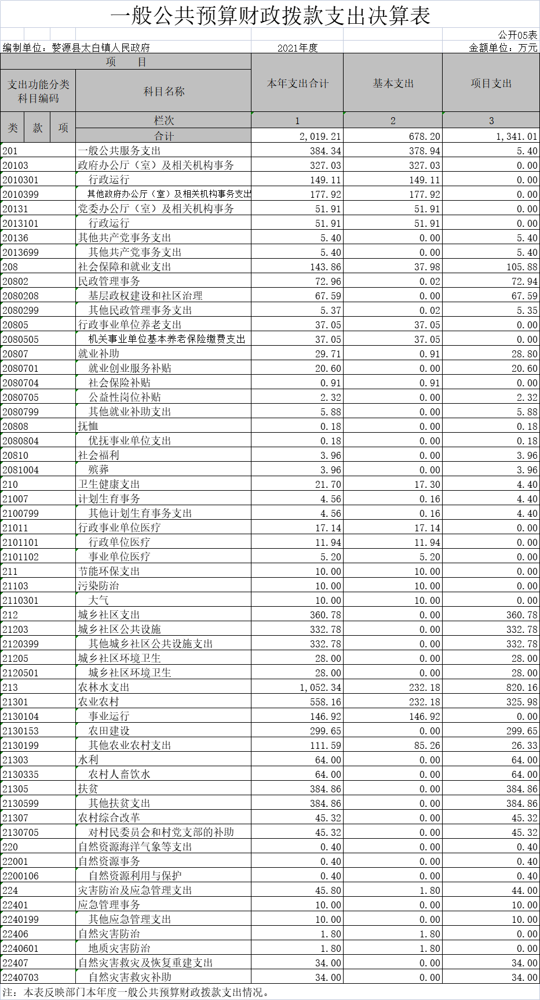 一般公共预算财政拨款支出决算表
公开05表
编制单位：婺源县太白镇人民政府 2021年度 金额单位：万元
项 目 本年支出合计 基本支出 项目支出
支出功能分类科目编码 科目名称
类 款 项 栏次 1 2 3
合计 2,019.21 678.20 1,341.01
201 一般公共服务支出 384.34 378.94 5.40
20103 政府办公厅（室）及相关机构事务 327.03 327.03 0.00
2010301 行政运行 149.11 149.11 0.00
2010399 其他政府办公厅（室）及相关机构事务支出 177.92 177.92 0.00
20131 党委办公厅（室）及相关机构事务 51.91 51.91 0.00
2013101 行政运行 51.91 51.91 0.00
20136 其他共产党事务支出 5.40 0.00 5.40
2013699 其他共产党事务支出 5.40 0.00 5.40
208 社会保障和就业支出 143.86 37.98 105.88
20802 民政管理事务 72.96 0.02 72.94
2080208 基层政权建设和社区治理 67.59 0.00 67.59
2080299 其他民政管理事务支出 5.37 0.02 5.35
20805 行政事业单位养老支出 37.05 37.05 0.00
2080505 机关事业单位基本养老保险缴费支出 37.05 37.05 0.00
20807 就业补助 29.71 0.91 28.80
2080701 就业创业服务补贴 20.60 0.00 20.60
2080704 社会保险补贴 0.91 0.91 0.00
2080705 公益性岗位补贴 2.32 0.00 2.32
2080799 其他就业补助支出 5.88 0.00 5.88
20808 抚恤 0.18 0.00 0.18
2080804 优抚事业单位支出 0.18 0.00 0.18
20810 社会福利 3.96 0.00 3.96
2081004 殡葬 3.96 0.00 3.96
210 卫生健康支出 21.70 17.30 4.40
21007 计划生育事务 4.56 0.16 4.40
2100799 其他计划生育事务支出 4.56 0.16 4.40
21011 行政事业单位医疗 17.14 17.14 0.00
2101101 行政单位医疗 11.94 11.94 0.00
2101102 事业单位医疗 5.20 5.20 0.00
211 节能环保支出 10.00 10.00 0.00
21103 污染防治 10.00 10.00 0.00
2110301 大气 10.00 10.00 0.00
212 城乡社区支出 360.78 0.00 360.78
21203 城乡社区公共设施 332.78 0.00 332.78
2120399 其他城乡社区公共设施支出 332.78 0.00 332.78
21205 城乡社区环境卫生 28.00 0.00 28.00
2120501 城乡社区环境卫生 28.00 0.00 28.00
213 农林水支出 1,052.34 232.18 820.16
21301 农业农村 558.16 232.18 325.98
2130104 事业运行 146.92 146.92 0.00
2130153 农田建设 299.65 0.00 299.65
2130199 其他农业农村支出 111.59 85.26 26.33
21303 水利 64.00 0.00 64.00
2130335 农村人畜饮水 64.00 0.00 64.00
21305 扶贫 384.86 0.00 384.86
2130599 其他扶贫支出 384.86 0.00 384.86
21307 农村综合改革 45.32 0.00 45.32
2130705 对村民委员会和村党支部的补助 45.32 0.00 45.32
220 自然资源海洋气象等支出 0.40 0.00 0.40
22001 自然资源事务 0.40 0.00 0.40
2200106 自然资源利用与保护 0.40 0.00 0.40
224 灾害防治及应急管理支出 45.80 1.80 44.00
22401 应急管理事务 10.00 0.00 10.00
2240199 其他应急管理支出 10.00 0.00 10.00
22406 自然灾害防治 1.80 1.80 0.00
2240601 地质灾害防治 1.80 1.80 0.00
22407 自然灾害救灾及恢复重建支出 34.00 0.00 34.00
2240703 自然灾害救灾补助 34.00 0.00 34.00
注：本表反映部门本年度一般公共预算财政拨款支出情况。